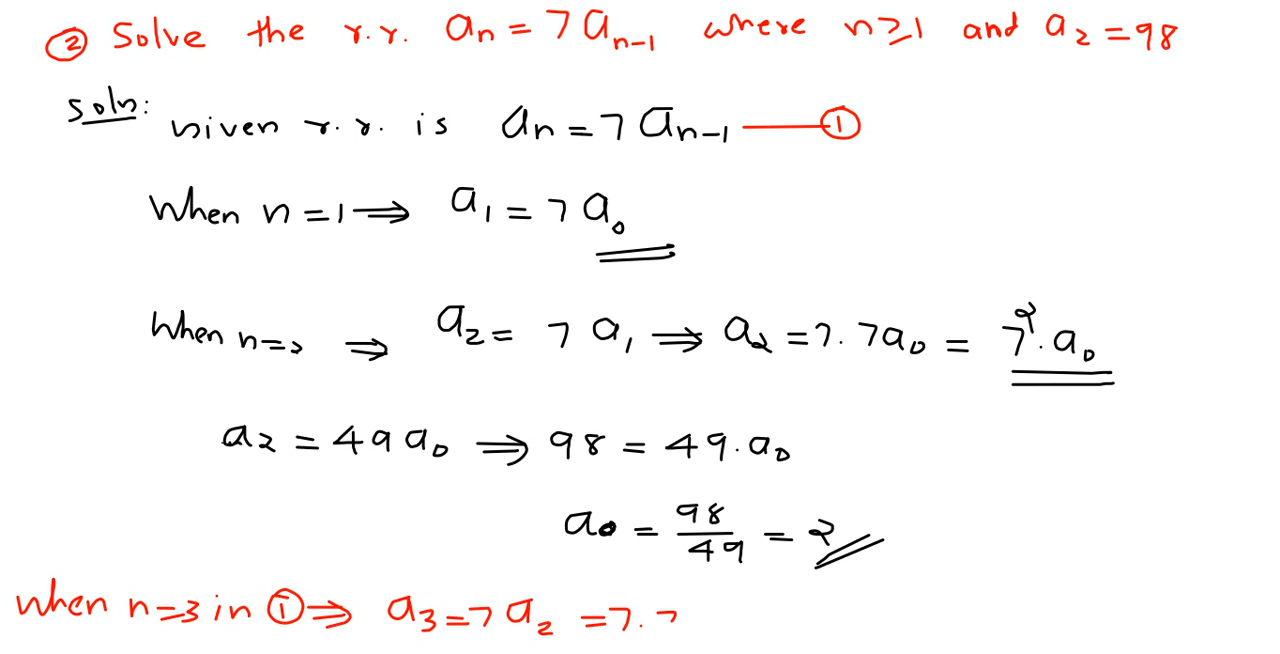 ② Solve the r.r. aₙ = 7aₙ₋₁ where n≥1 and a₂ = 98
Soln: Given r.r. is aₙ = 7aₙ₋₁ — ①
When n=1 ⇒ a₁ = 7a₀
When n=2 ⇒ a₂ = 7a₁ ⇒ a₂ = 7.7a₀ = 7².a₀
a₂ = 49a₀ ⇒ 98 = 49.a₀
a₀ = 98/49 = 2
when n=3 in ① ⇒ a₃ = 7a₂ = 7.